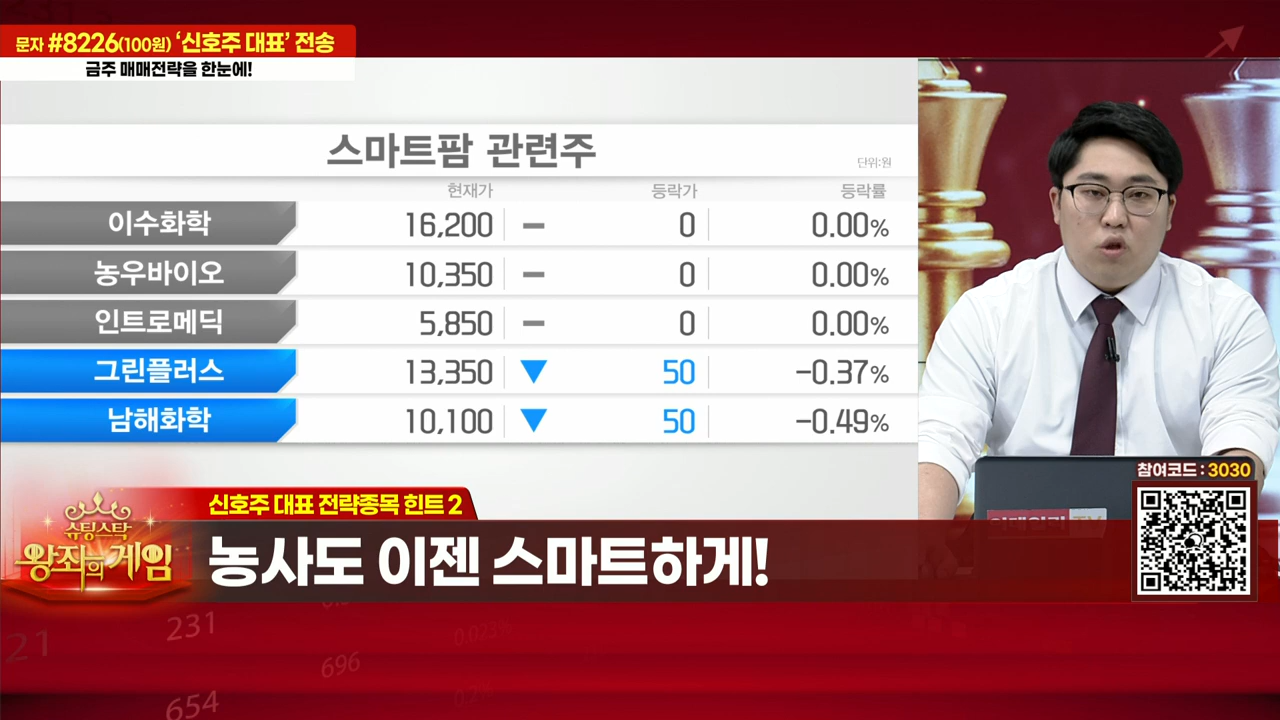 문자 #8226(100원) ‘신호주 대표’ 전송
금주 매매전략을 한눈에!
스마트팜 관련주
단위:원
현재가 등락가 등락률
이수화학 16,200 0 0.00%
농우바이오 10,350 0 0.00%
인트로메딕 5,850 0 0.00%
그린플러스 13,350 ▼ 50 -0.37%
남해화학 10,100 ▼ 50 -0.49%
참여코드 : 3030
신호주 대표 전략종목 힌트 2
슈팅스탁
왕좌의 게임
농사도 이젠 스마트하게!
231
21
696
0.023%
654